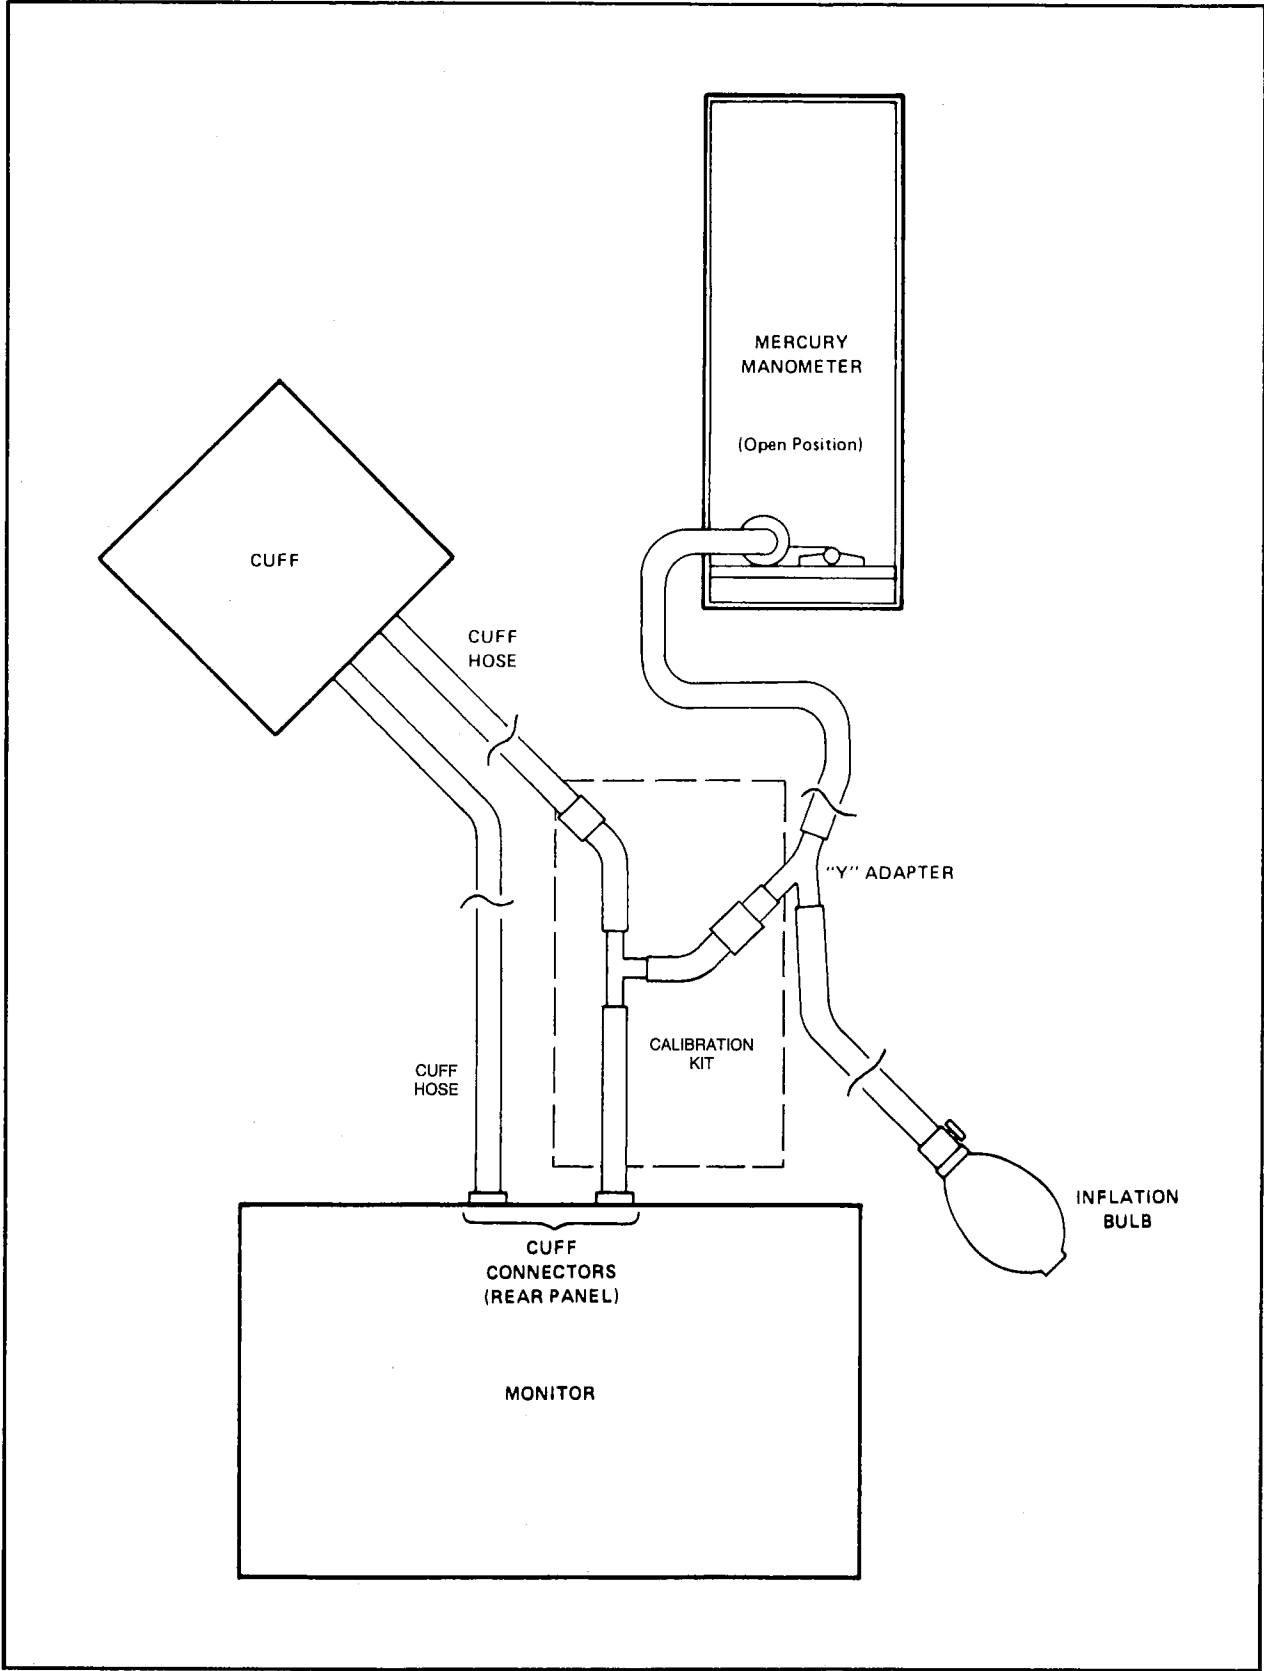 MERCURY
MANOMETER
(Open Position)
CUFF
CUFF
HOSE
"Y" ADAPTER
CALIBRATION
KIT
CUFF
HOSE
INFLATION
BULB
CUFF
CONNECTORS
(REAR PANEL)
MONITOR